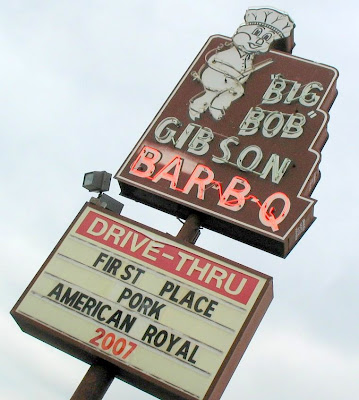 "BIG
BOB"
GIBSON
BAR-B-Q
DRIVE-THRU
FIRST PLACE
PORK
AMERICAN ROYAL
2007